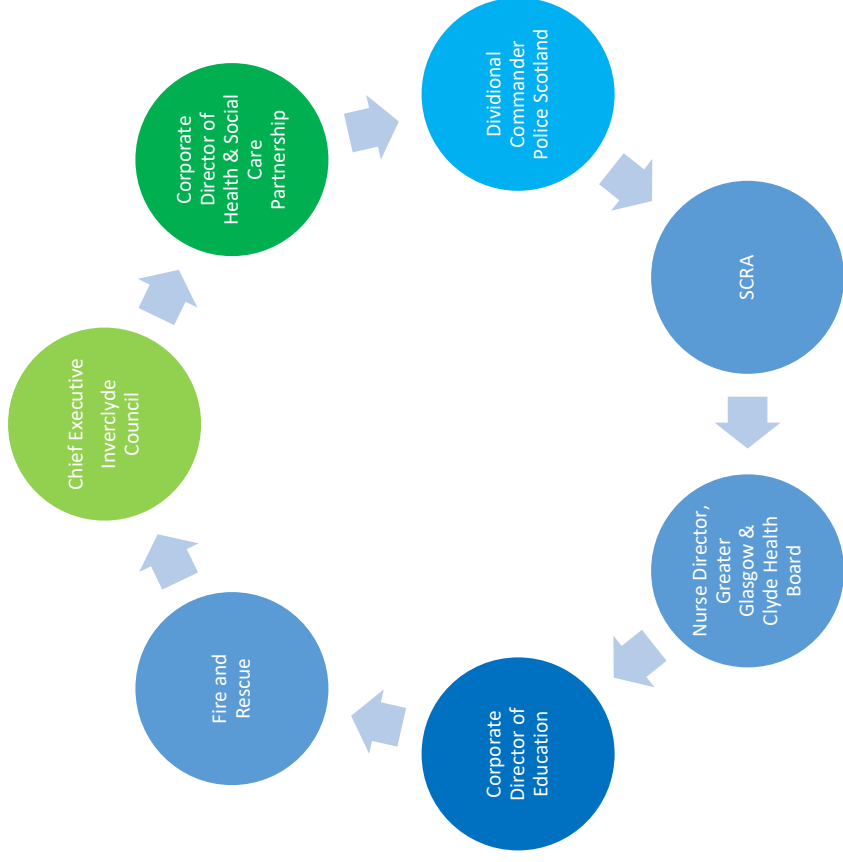 Chief Executive
Inverclyde
Council
Corporate
Director of
Health & Social
Care
Partnership
Dividional
Commander
Police Scotland
SCRA
Nurse Director,
Greater
Glasgow &
Clyde Health
Board
Corporate
Director of
Education
Fire and
Rescue